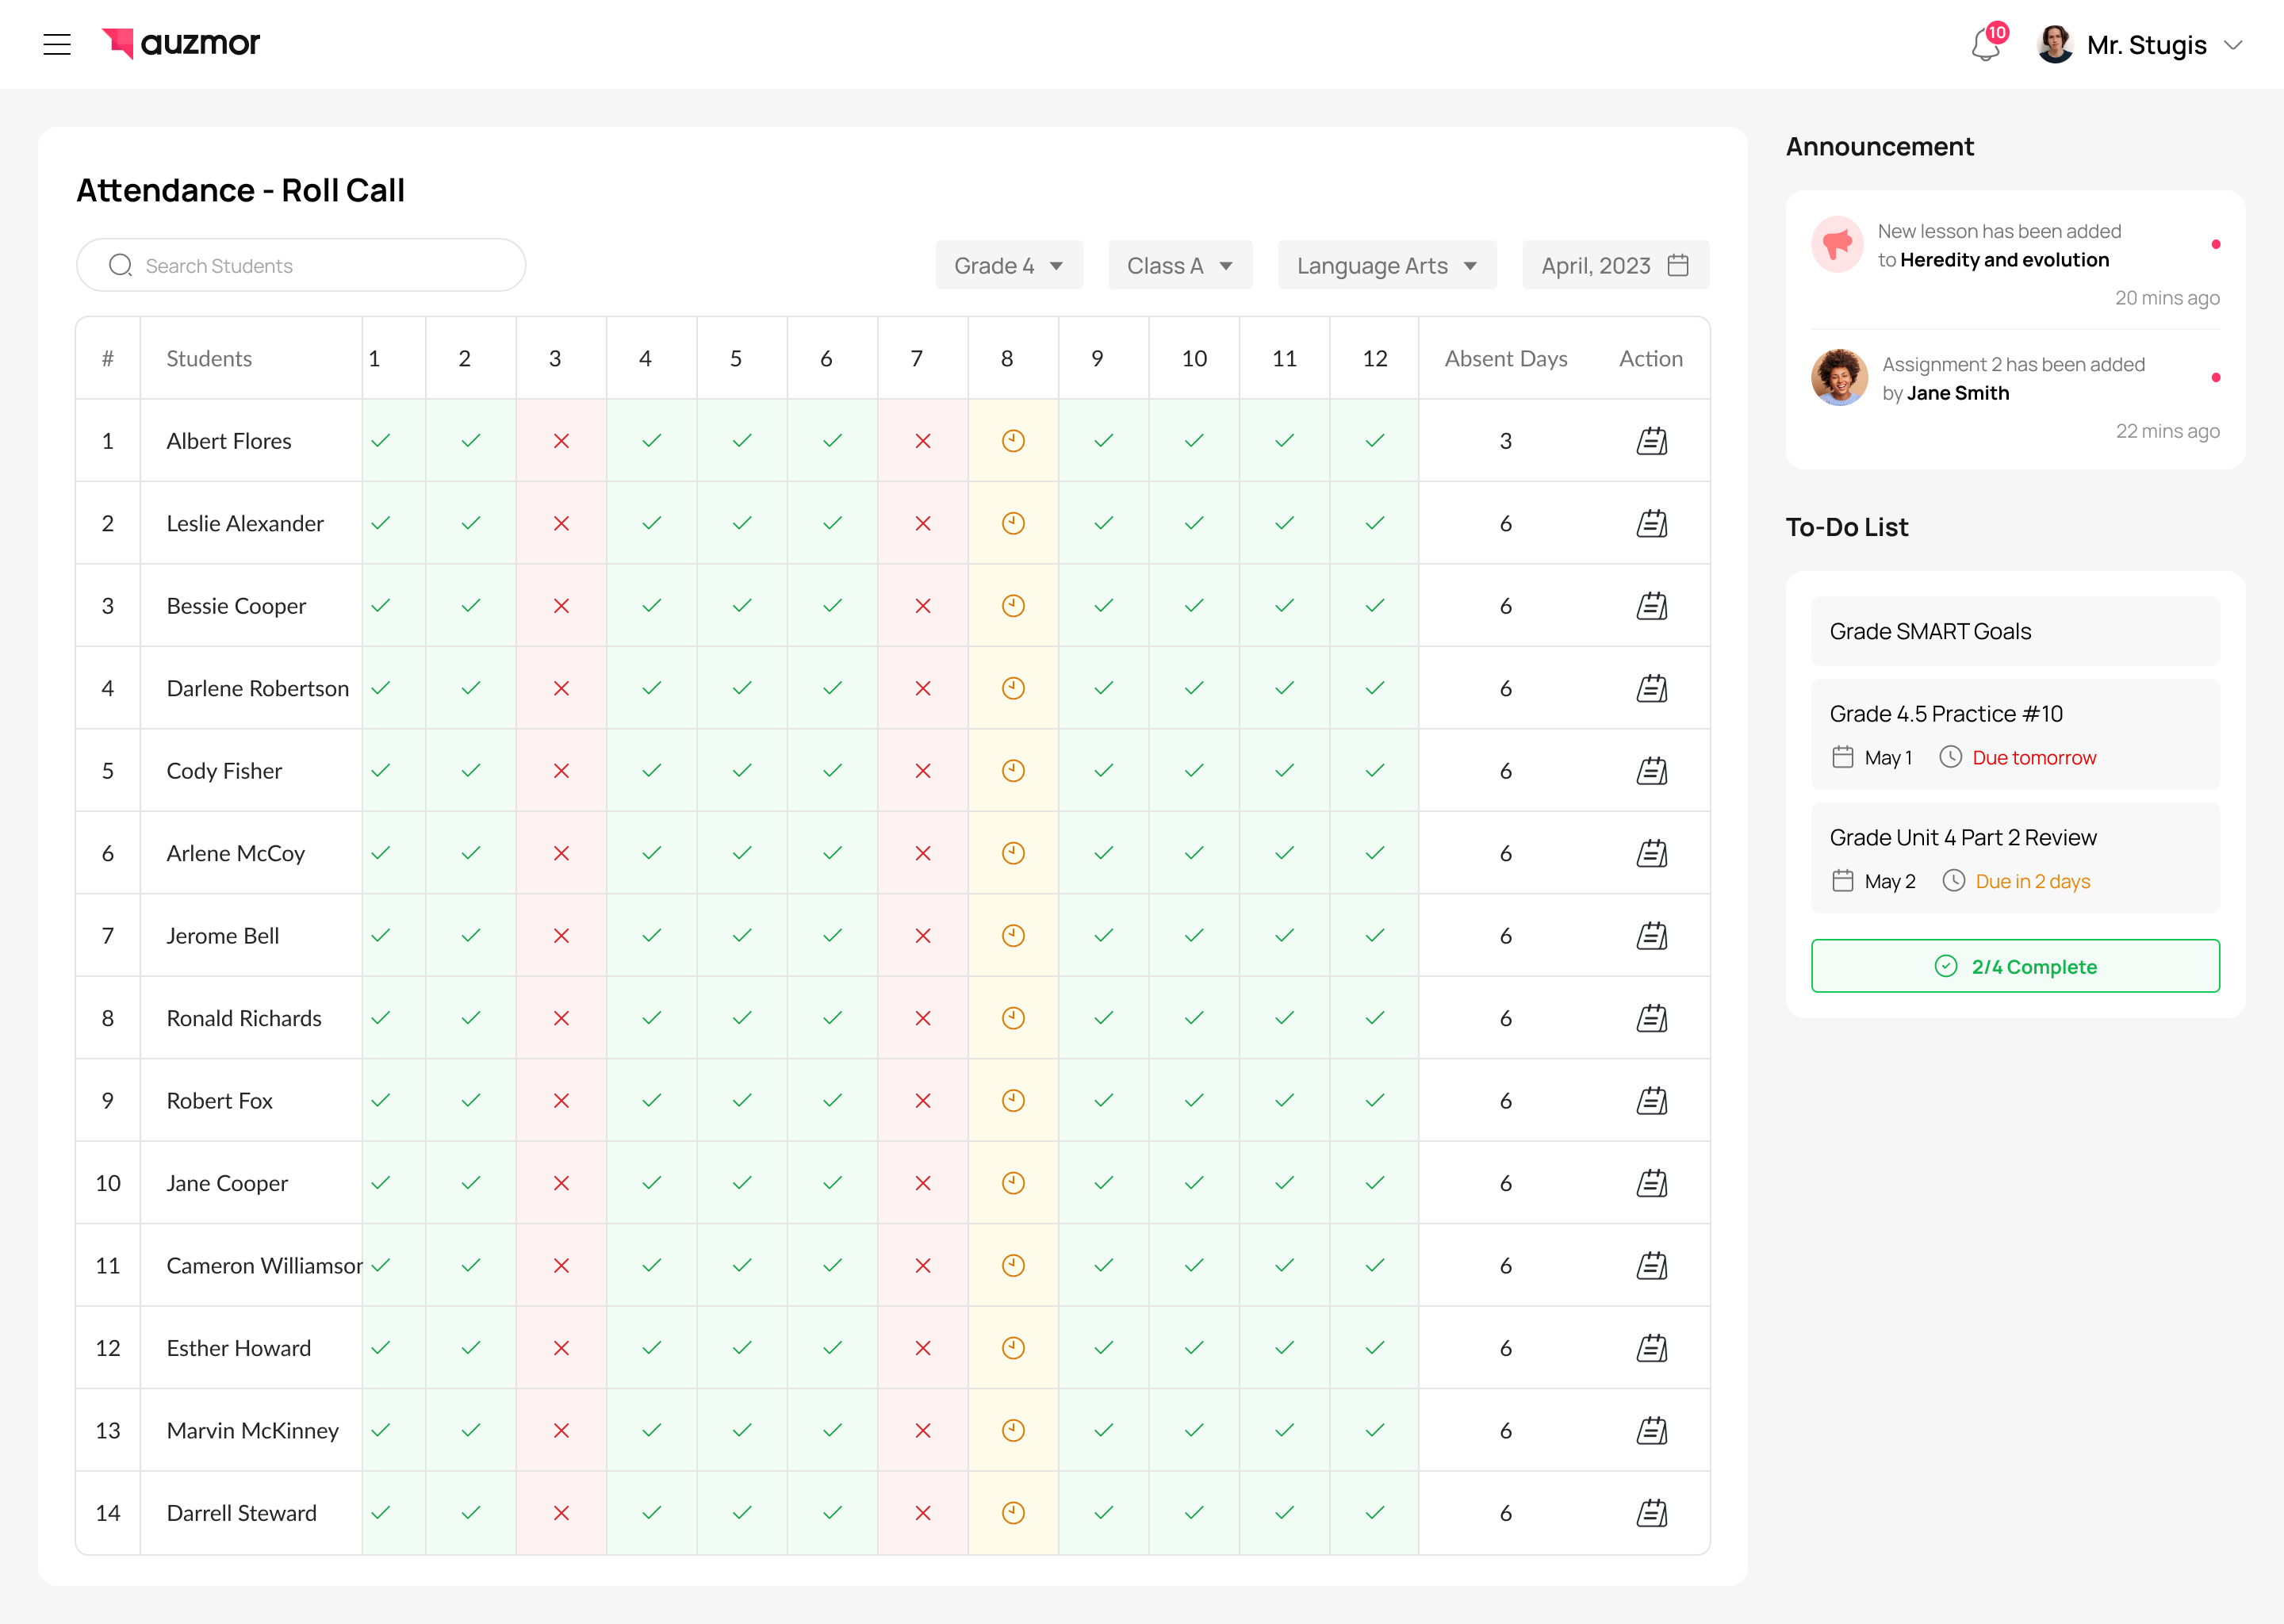 auzmor
10
Mr. Stugis
Attendance - Roll Call
Search Students
Grade 4
Class A
Language Arts
April, 2023
# Students 1 2 3 4 5 6 7 8 9 10 11 12 Absent Days Action
1 Albert Flores 3
2 Leslie Alexander 6
3 Bessie Cooper 6
4 Darlene Robertson 6
5 Cody Fisher 6
6 Arlene McCoy 6
7 Jerome Bell 6
8 Ronald Richards 6
9 Robert Fox 6
10 Jane Cooper 6
11 Cameron Williamson 6
12 Esther Howard 6
13 Marvin McKinney 6
14 Darrell Steward 6
Announcement
New lesson has been added
to Heredity and evolution
20 mins ago
Assignment 2 has been added
by Jane Smith
22 mins ago
To-Do List
Grade SMART Goals
Grade 4.5 Practice #10
May 1 Due tomorrow
Grade Unit 4 Part 2 Review
May 2 Due in 2 days
2/4 Complete